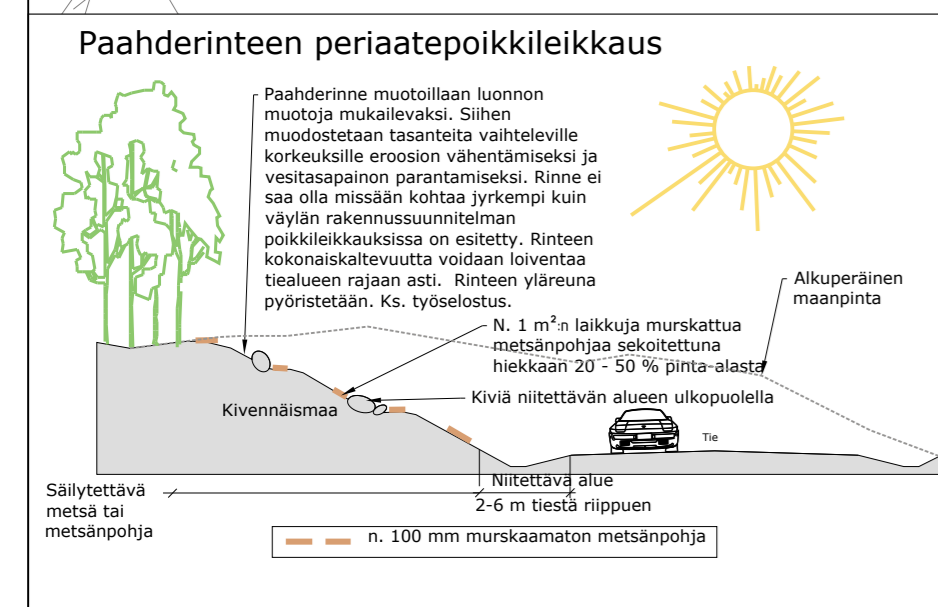 Paahderinteen periaatepoikkileikkaus
Paahderinne muotoillaan luonnon
muotoja mukailevaksi. Siihen
muodostetaan tasanteita vaihteleville
korkeuksille eroosion vähentämiseksi ja
vesitasapainon parantamiseksi. Rinne ei
saa olla missään kohtaa jyrkempi kuin
väylän rakennussuunnitelman
poikkileikkauksissa on esitetty. Rinteen
kokonaiskaltevuutta voidaan loiventaa
tiealueen rajaan asti. Rinteen yläreuna
pyöristetään. Ks. työselostus.
Alkuperäinen
maanpinta
N. 1 m²:n laikkuja murskattua
metsänpohjaa sekoitettuna
hiekkaan 20 - 50 % pinta-alasta
Kiviä niitettävän alueen ulkopuolella
Kivennäismaa
Tie
Säilytettävä
metsä tai
metsänpohja
Niitettävä alue
2-6 m tiestä riippuen
n. 100 mm murskaamaton metsänpohja